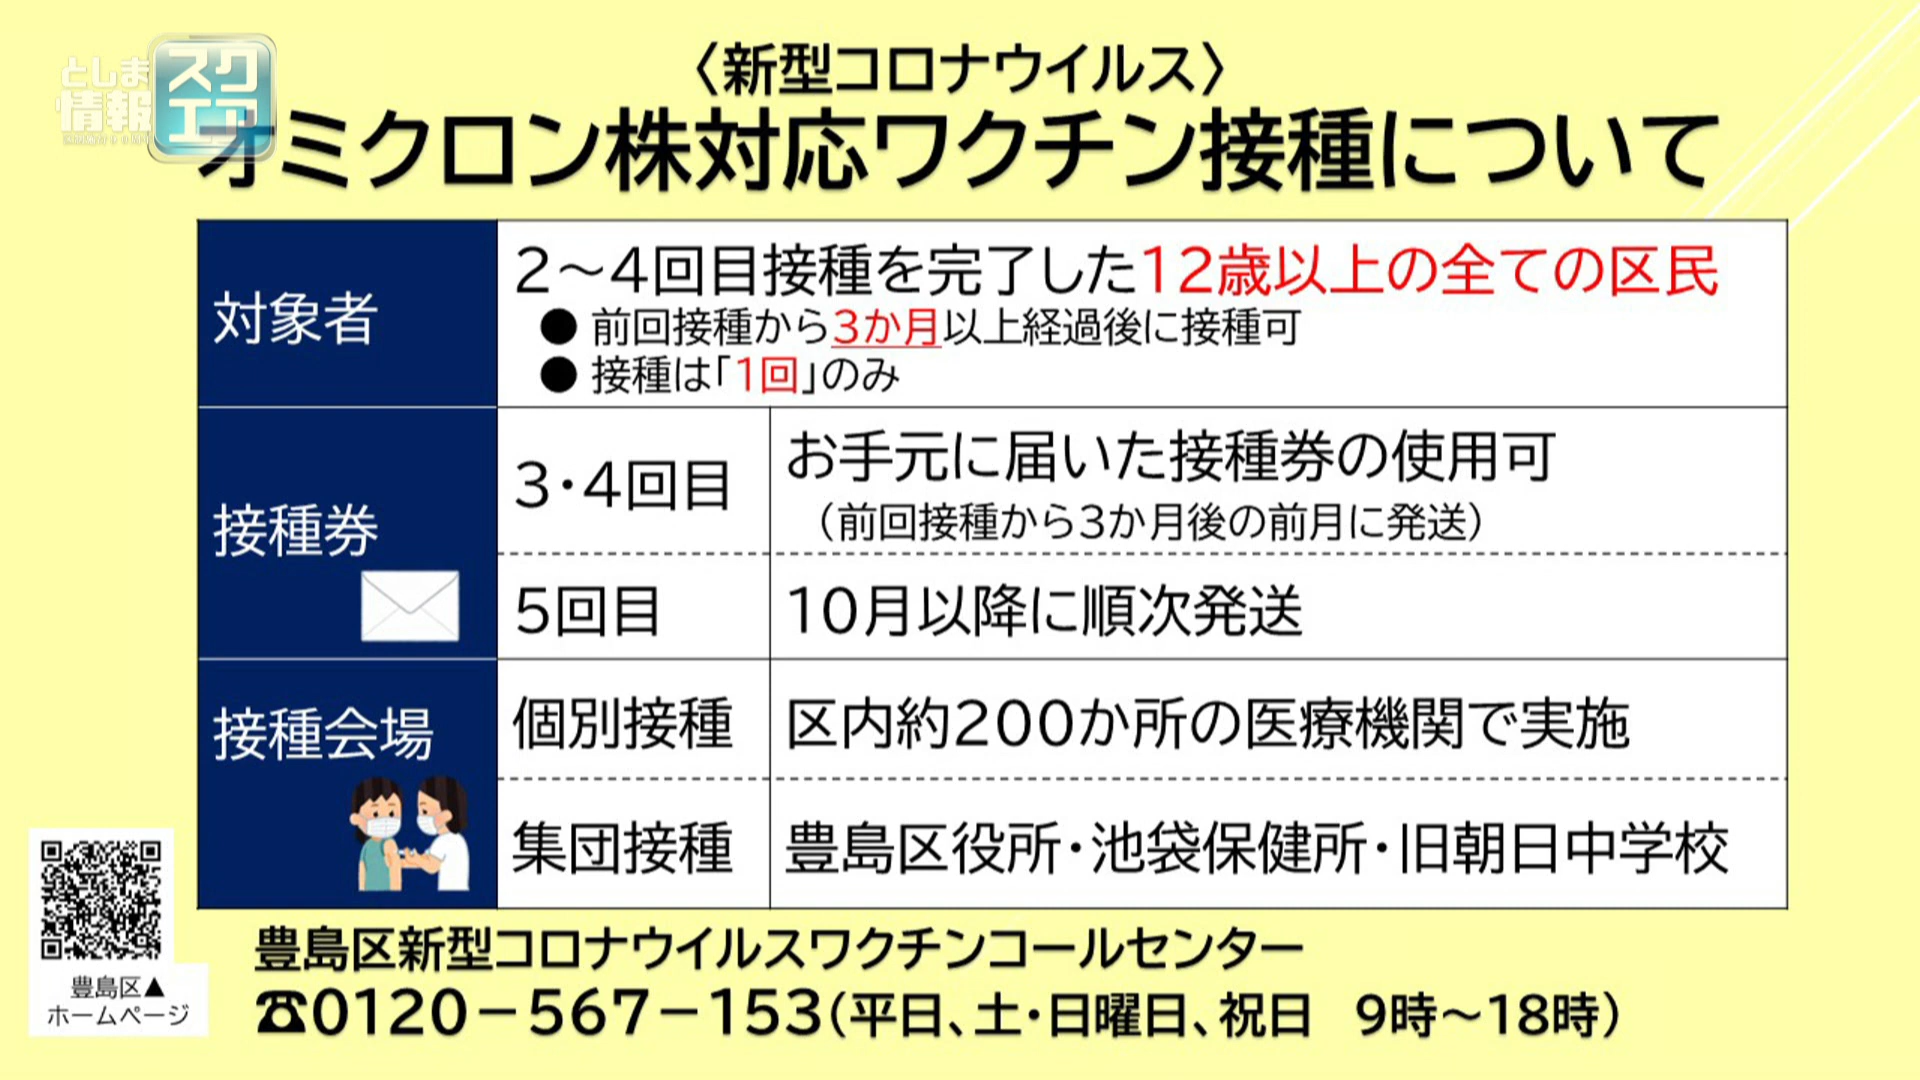 としま
情報
スク
エア
〈新型コロナウイルス〉
オミクロン株対応ワクチン接種について
対象者
2～4回目接種を完了した12歳以上の全ての区民
● 前回接種から3か月以上経過後に接種可
● 接種は「1回」のみ
接種券
3・4回目
お手元に届いた接種券の使用可
（前回接種から3か月後の前月に発送）
5回目
10月以降に順次発送
接種会場
個別接種
区内約200か所の医療機関で実施
集団接種
豊島区役所・池袋保健所・旧朝日中学校
豊島区▲
ホームページ
豊島区新型コロナウイルスワクチンコールセンター
☎0120－567－153（平日、土・日曜日、祝日　9時～18時）